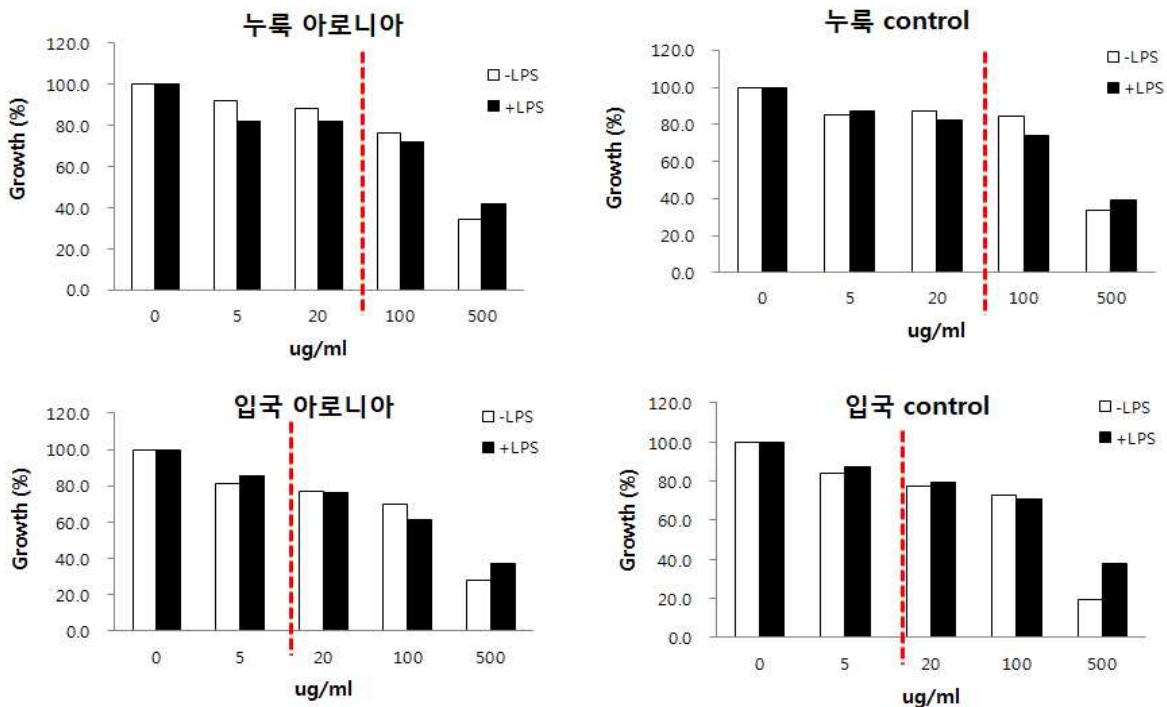 누룩 아로니아
120.0
100.0
80.0
60.0
40.0
20.0
0.0
Growth (%)
-LPS
+LPS
0 5 20 100 500
ug/ml
누룩 control
120.0
100.0
80.0
60.0
40.0
20.0
0.0
Growth (%)
-LPS
+LPS
0 5 20 100 500
ug/ml
입국 아로니아
120.0
100.0
80.0
60.0
40.0
20.0
0.0
Growth (%)
-LPS
+LPS
0 5 20 100 500
ug/ml
입국 control
120.0
100.0
80.0
60.0
40.0
20.0
0.0
Growth (%)
-LPS
+LPS
0 5 20 100 500
ug/ml